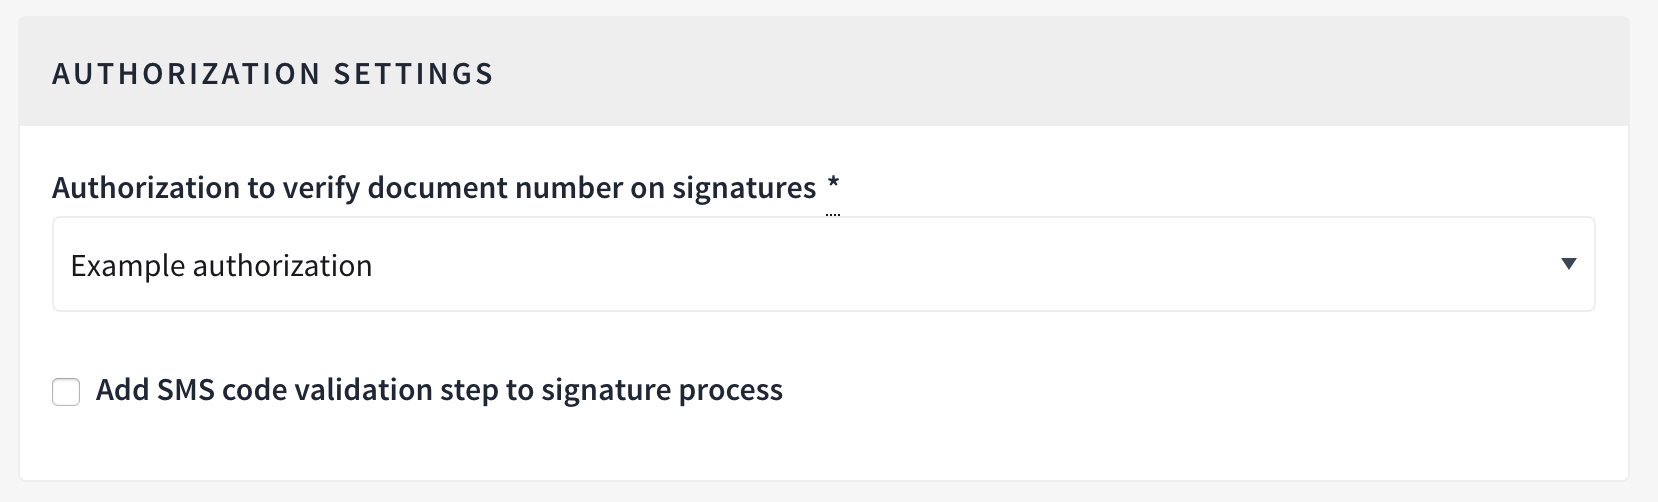 AUTHORIZATION SETTINGS
Authorization to verify document number on signatures *
Example authorization
Add SMS code validation step to signature process